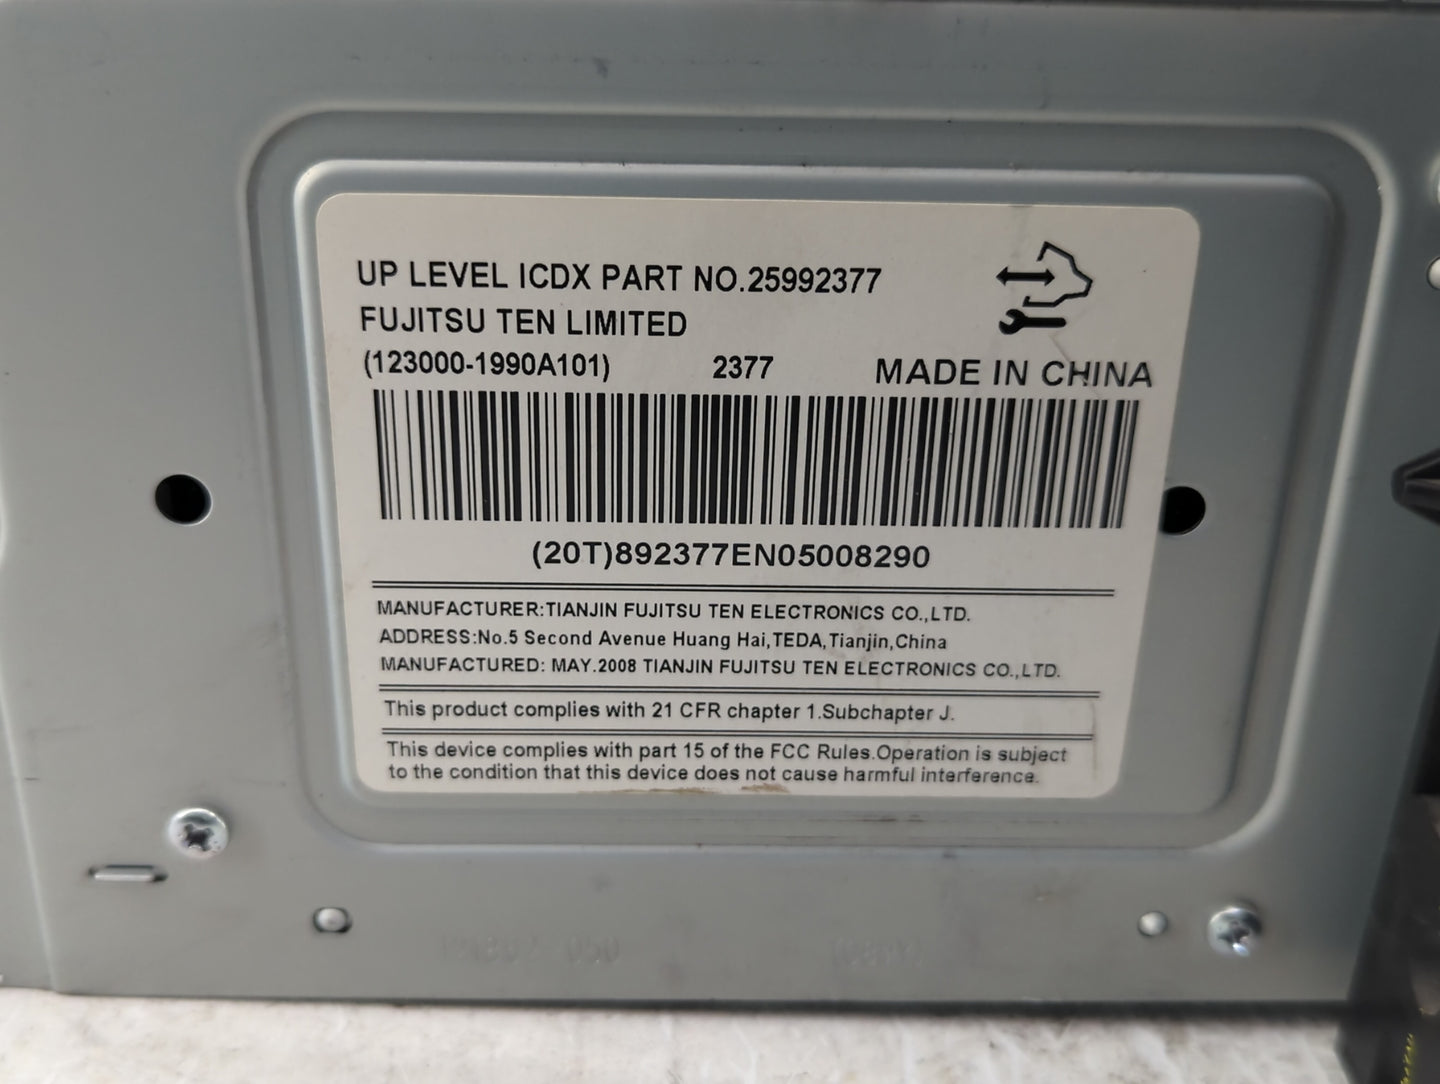 UP LEVEL ICDX PART NO.25992377
FUJITSU TEN LIMITED
(123000-1990A101) 2377 MADE IN CHINA
(20T)892377EN05008290
MANUFACTURER:TIANJIN FUJITSU TEN ELECTRONICS CO.,LTD.
ADDRESS:No.5 Second Avenue Huang Hai,TEDA,Tianjin,China
MANUFACTURED: MAY.2008 TIANJIN FUJITSU TEN ELECTRONICS CO.,LTD.
This product complies with 21 CFR chapter 1.Subchapter J.
This device complies with part 15 of the FCC Rules.Operation is subject
to the condition that this device does not cause harmful interference.